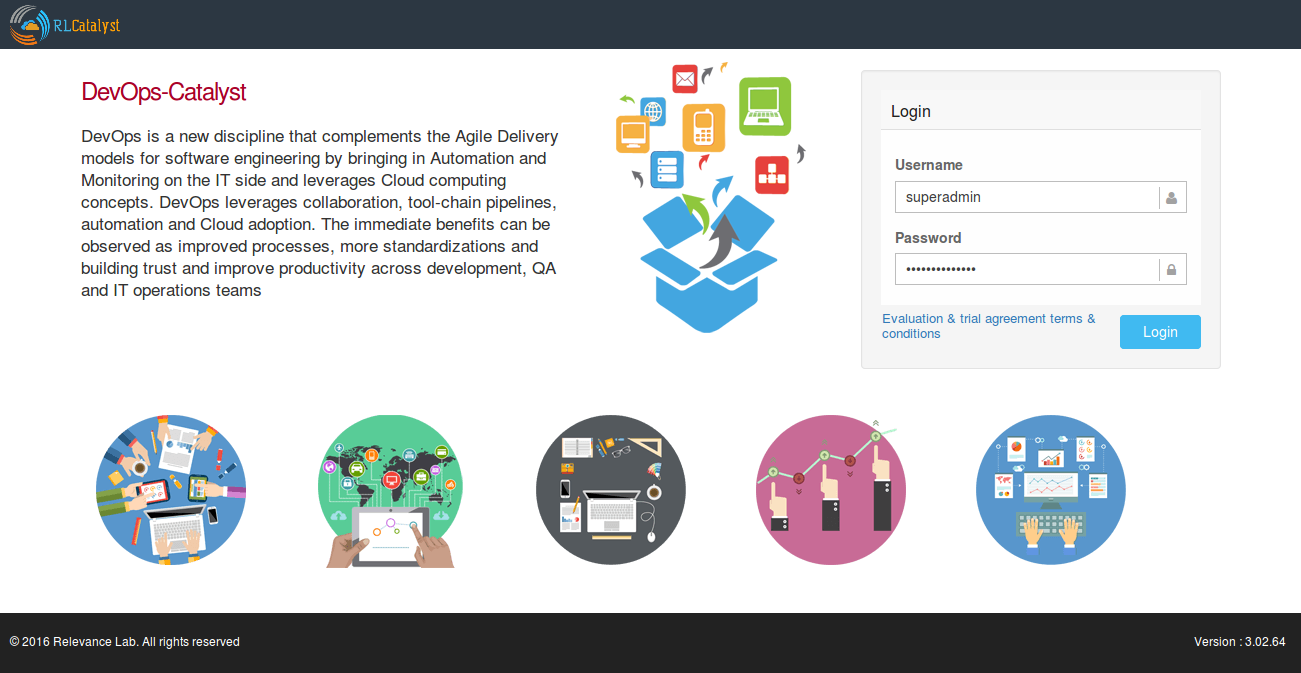 RLCatalyst
DevOps-Catalyst
DevOps is a new discipline that complements the Agile Delivery
models for software engineering by bringing in Automation and
Monitoring on the IT side and leverages Cloud computing
concepts. DevOps leverages collaboration, tool-chain pipelines,
automation and Cloud adoption. The immediate benefits can be
observed as improved processes, more standardizations and
building trust and improve productivity across development, QA
and IT operations teams
Login
Username
superadmin
Password
••••••••••••••
Evaluation & trial agreement terms &
conditions
Login
© 2016 Relevance Lab. All rights reserved
Version : 3.02.64